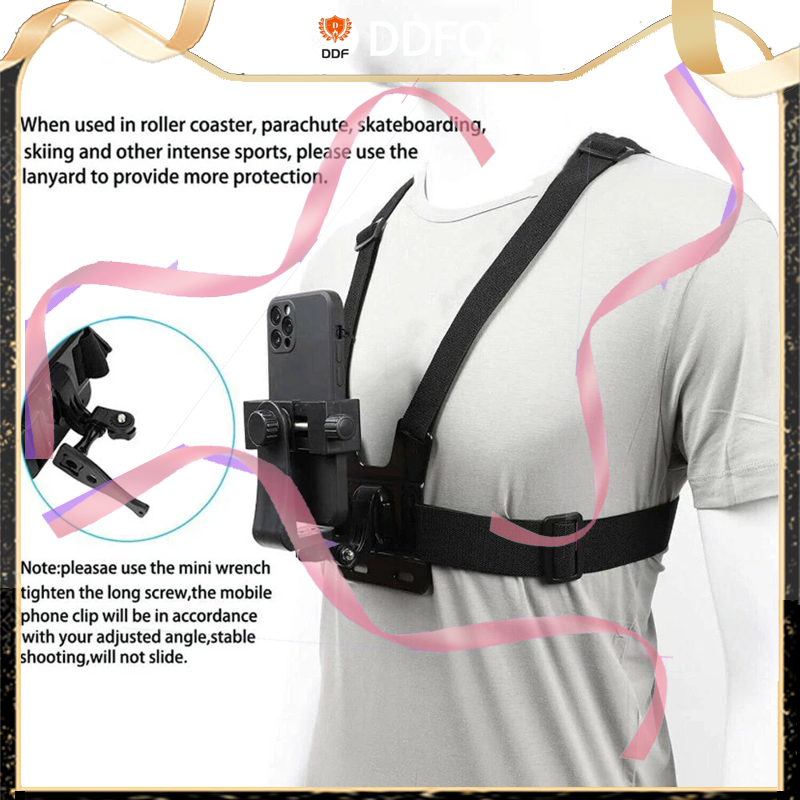 DDFO
D
DDF
When used in roller coaster, parachute, skateboarding,
skiing and other intense sports, please use the
lanyard to provide more protection.
Note:pleasae use the mini wrench
tighten the long screw,the mobile
phone clip will be in accordance
with your adjusted angle,stable
shooting,will not slide.